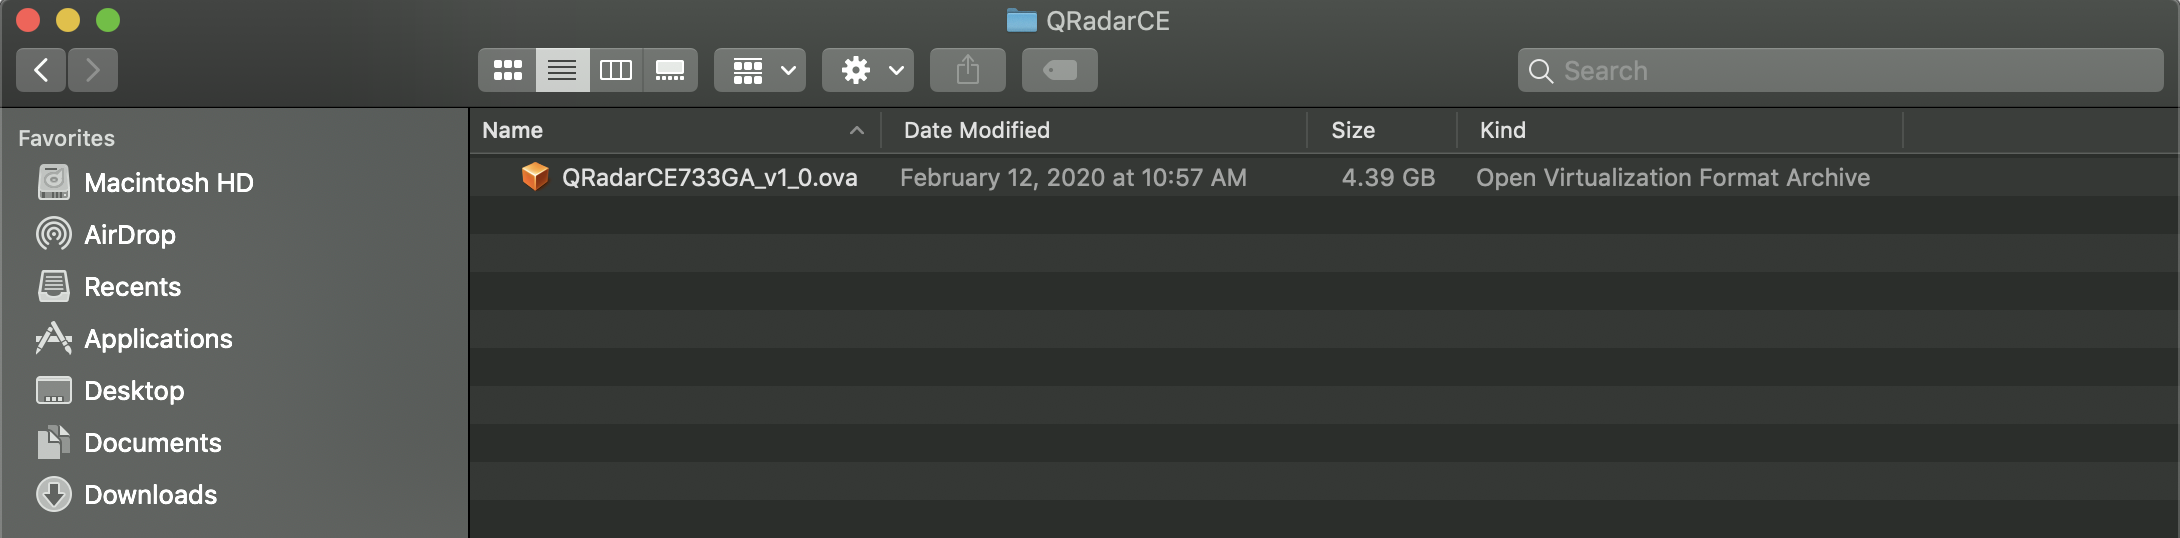 QRadarCE
Search
Favorites
Macintosh HD
AirDrop
Recents
Applications
Desktop
Documents
Downloads
Name Date Modified Size Kind
QRadarCE733GA_v1_0.ova February 12, 2020 at 10:57 AM 4.39 GB Open Virtualization Format Archive